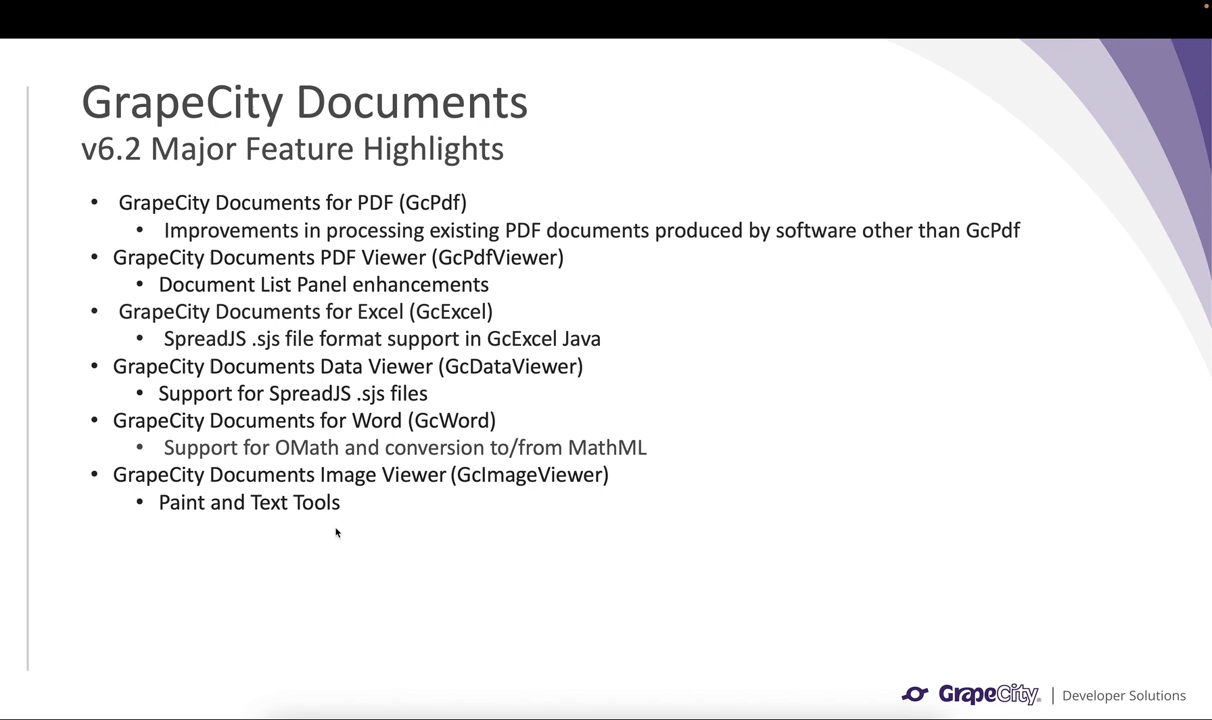 GrapeCity Documents
v6.2 Major Feature Highlights
• GrapeCity Documents for PDF (GcPdf)
• Improvements in processing existing PDF documents produced by software other than GcPdf
• GrapeCity Documents PDF Viewer (GcPdfViewer)
• Document List Panel enhancements
• GrapeCity Documents for Excel (GcExcel)
• SpreadJS .sjs file format support in GcExcel Java
• GrapeCity Documents Data Viewer (GcDataViewer)
• Support for SpreadJS .sjs files
• GrapeCity Documents for Word (GcWord)
• Support for OMath and conversion to/from MathML
• GrapeCity Documents Image Viewer (GcImageViewer)
• Paint and Text Tools
GrapeCity® | Developer Solutions